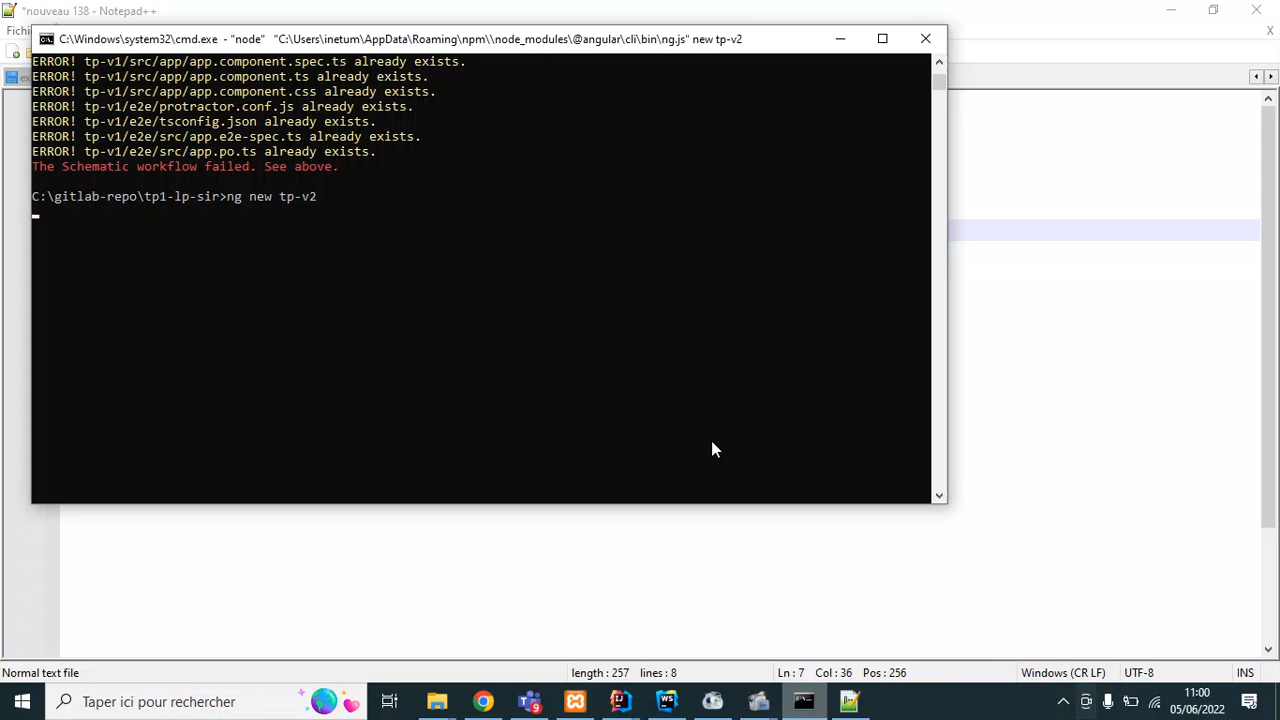 *nouveau 138 - Notepad++
Fichi
X
C:\Windows\system32\cmd.exe - "node" "C:\Users\inetum\AppData\Roaming\npm\\node_modules\@angular\cli\bin\ng.js" new tp-v2
ERROR! tp-v1/src/app/app.component.spec.ts already exists.
ERROR! tp-v1/src/app/app.component.ts already exists.
ERROR! tp-v1/src/app/app.component.css already exists.
ERROR! tp-v1/e2e/protractor.conf.js already exists.
ERROR! tp-v1/e2e/tsconfig.json already exists.
ERROR! tp-v1/e2e/src/app.e2e-spec.ts already exists.
ERROR! tp-v1/e2e/src/app.po.ts already exists.
The Schematic workflow failed. See above.
C:\gitlab-repo\tp1-lp-sir>ng new tp-v2
Normal text file length : 257 lines : 8 Ln : 7 Col : 36 Pos : 256 Windows (CR LF) UTF-8 INS
Taper ici pour rechercher
11:00
05/06/2022